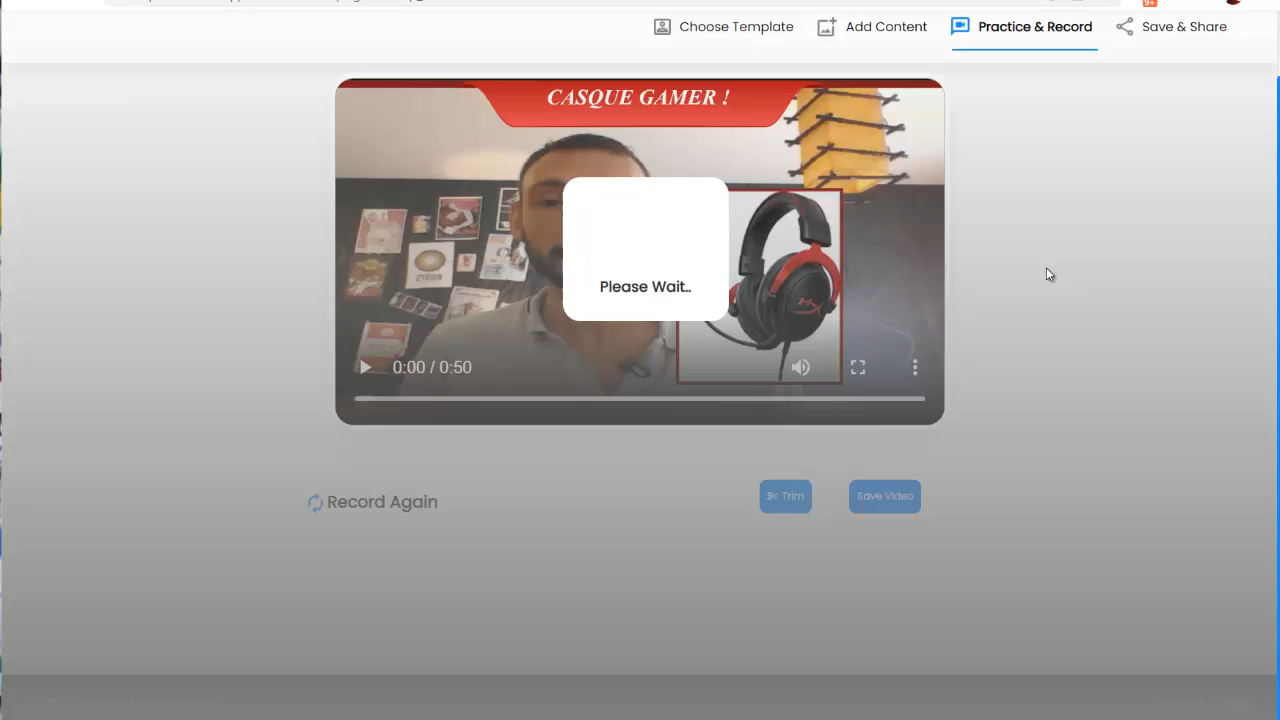 Choose Template
Add Content
Practice & Record
Save & Share
CASQUE GAMER !
Please Wait..
0:00 / 0:50
Record Again
Trim
Save Video